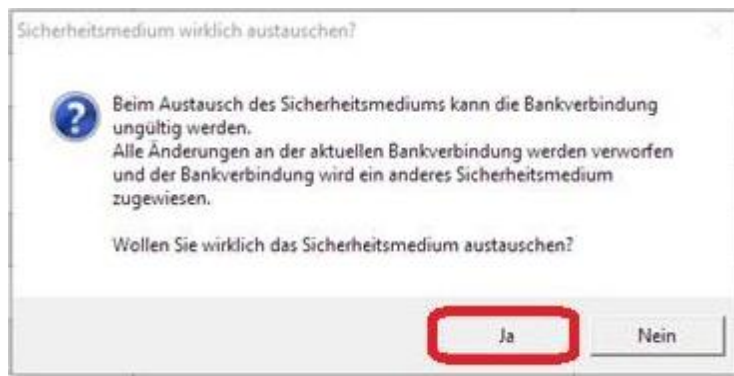 Sicherheitsmedium wirklich austauschen?
Beim Austausch des Sicherheitsmediums kann die Bankverbindung
ungültig werden.
Alle Änderungen an der aktuellen Bankverbindung werden verworfen
und der Bankverbindung wird ein anderes Sicherheitsmedium
zugewiesen.
Wollen Sie wirklich das Sicherheitsmedium austauschen?
Ja
Nein